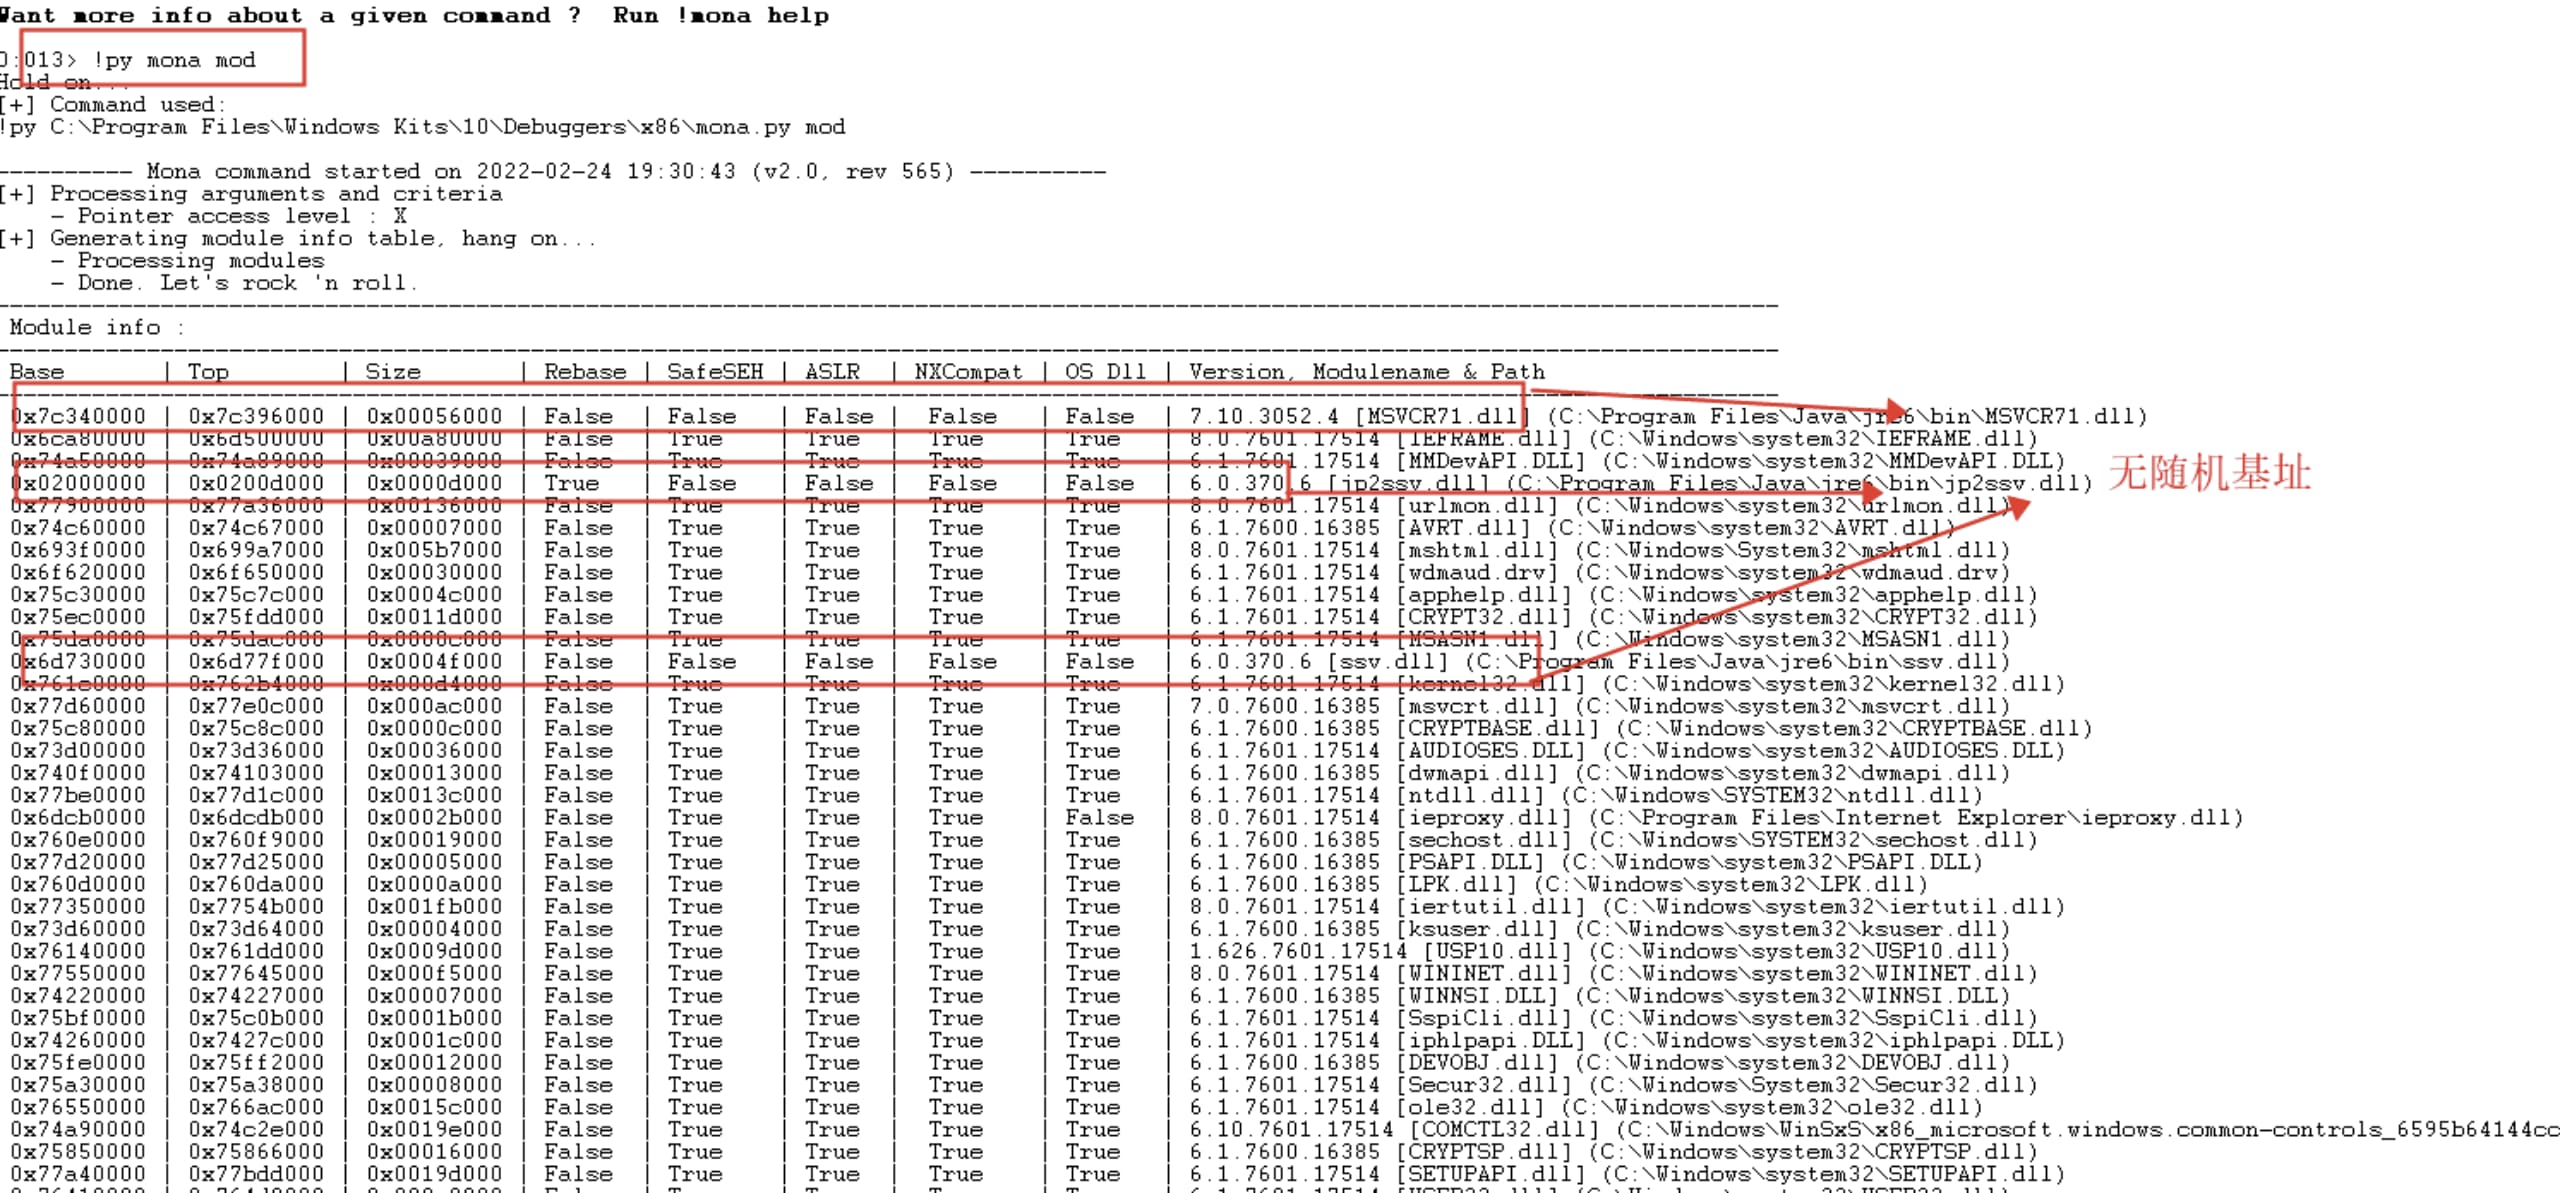 Want more info about a given command ?  Run !mona help
0:013> !py mona mod
Hold on...
[+] Command used:
!py C:\Program Files\Windows Kits\10\Debuggers\x86\mona.py mod
---------- Mona command started on 2022-02-24 19:30:43 (v2.0, rev 565) ----------
[+] Processing arguments and criteria
    - Pointer access level : X
[+] Generating module info table, hang on...
    - Processing modules
    - Done. Let's rock 'n roll.
Module info :
Base | Top | Size | Rebase | SafeSEH | ASLR | NXCompat | OS Dll | Version, Modulename & Path
0x7c340000 | 0x7c396000 | 0x00056000 | False | False | False | False | False | 7.10.3052.4 [MSVCR71.dll] (C:\Program Files\Java\jre6\bin\MSVCR71.dll)
0x6ca80000 | 0x6d500000 | 0x00a80000 | False | True | True | True | True | 8.0.7601.17514 [IEFRAME.dll] (C:\Windows\system32\IEFRAME.dll)
0x74a50000 | 0x74a89000 | 0x00039000 | False | True | True | True | True | 6.1.7601.17514 [MMDevAPI.DLL] (C:\Windows\system32\MMDevAPI.DLL)
0x02000000 | 0x0200d000 | 0x0000d000 | True | False | False | False | False | 6.0.370.6 [jp2ssv.dll] (C:\Program Files\Java\jre6\bin\jp2ssv.dll) 无随机基址
0x77900000 | 0x77a36000 | 0x00136000 | False | True | True | True | True | 8.0.7601.17514 [urlmon.dll] (C:\Windows\system32\urlmon.dll)
0x74c60000 | 0x74c67000 | 0x00007000 | False | True | True | True | True | 6.1.7600.16385 [AVRT.dll] (C:\Windows\system32\AVRT.dll)
0x693f0000 | 0x699a7000 | 0x005b7000 | False | True | True | True | True | 8.0.7601.17514 [mshtml.dll] (C:\Windows\System32\mshtml.dll)
0x6f620000 | 0x6f650000 | 0x00030000 | False | True | True | True | True | 6.1.7601.17514 [wdmaud.drv] (C:\Windows\system32\wdmaud.drv)
0x75c30000 | 0x75c7c000 | 0x0004c000 | False | True | True | True | True | 6.1.7601.17514 [apphelp.dll] (C:\Windows\system32\apphelp.dll)
0x75ec0000 | 0x75fdd000 | 0x0011d000 | False | True | True | True | True | 6.1.7601.17514 [CRYPT32.dll] (C:\Windows\system32\CRYPT32.dll)
0x75da0000 | 0x75dac000 | 0x0000c000 | False | True | True | True | True | 6.1.7601.17514 [MSASN1.dll] (C:\Windows\system32\MSASN1.dll)
0x6d730000 | 0x6d77f000 | 0x0004f000 | False | False | False | False | False | 6.0.370.6 [ssv.dll] (C:\Program Files\Java\jre6\bin\ssv.dll)
0x761e0000 | 0x762b4000 | 0x000d4000 | False | True | True | True | True | 6.1.7601.17514 [kernel32.dll] (C:\Windows\system32\kernel32.dll)
0x77d60000 | 0x77e0c000 | 0x000ac000 | False | True | True | True | True | 7.0.7600.16385 [msvcrt.dll] (C:\Windows\system32\msvcrt.dll)
0x75c80000 | 0x75c8c000 | 0x0000c000 | False | True | True | True | True | 6.1.7600.16385 [CRYPTBASE.dll] (C:\Windows\system32\CRYPTBASE.dll)
0x73d00000 | 0x73d36000 | 0x00036000 | False | True | True | True | True | 6.1.7601.17514 [AUDIOSES.DLL] (C:\Windows\system32\AUDIOSES.DLL)
0x740f0000 | 0x74103000 | 0x00013000 | False | True | True | True | True | 6.1.7600.16385 [dwmapi.dll] (C:\Windows\system32\dwmapi.dll)
0x77be0000 | 0x77d1c000 | 0x0013c000 | False | True | True | True | True | 6.1.7601.17514 [ntdll.dll] (C:\Windows\SYSTEM32\ntdll.dll)
0x6dcb0000 | 0x6dcdb000 | 0x0002b000 | False | True | True | True | False | 8.0.7601.17514 [ieproxy.dll] (C:\Program Files\Internet Explorer\ieproxy.dll)
0x760e0000 | 0x760f9000 | 0x00019000 | False | True | True | True | True | 6.1.7600.16385 [sechost.dll] (C:\Windows\SYSTEM32\sechost.dll)
0x77d20000 | 0x77d25000 | 0x00005000 | False | True | True | True | True | 6.1.7600.16385 [PSAPI.DLL] (C:\Windows\system32\PSAPI.DLL)
0x760d0000 | 0x760da000 | 0x0000a000 | False | True | True | True | True | 6.1.7600.16385 [LPK.dll] (C:\Windows\system32\LPK.dll)
0x77350000 | 0x7754b000 | 0x001fb000 | False | True | True | True | True | 8.0.7601.17514 [iertutil.dll] (C:\Windows\system32\iertutil.dll)
0x73d60000 | 0x73d64000 | 0x00004000 | False | True | True | True | True | 6.1.7600.16385 [ksuser.dll] (C:\Windows\system32\ksuser.dll)
0x76140000 | 0x761dd000 | 0x0009d000 | False | True | True | True | True | 1.626.7601.17514 [USP10.dll] (C:\Windows\system32\USP10.dll)
0x77550000 | 0x77645000 | 0x000f5000 | False | True | True | True | True | 8.0.7601.17514 [WININET.dll] (C:\Windows\system32\WININET.dll)
0x74220000 | 0x74227000 | 0x00007000 | False | True | True | True | True | 6.1.7600.16385 [WINNSI.DLL] (C:\Windows\system32\WINNSI.DLL)
0x75bf0000 | 0x75c0b000 | 0x0001b000 | False | True | True | True | True | 6.1.7601.17514 [SspiCli.dll] (C:\Windows\system32\SspiCli.dll)
0x74260000 | 0x7427c000 | 0x0001c000 | False | True | True | True | True | 6.1.7601.17514 [iphlpapi.DLL] (C:\Windows\system32\iphlpapi.DLL)
0x75fe0000 | 0x75ff2000 | 0x00012000 | False | True | True | True | True | 6.1.7600.16385 [DEVOBJ.dll] (C:\Windows\system32\DEVOBJ.dll)
0x75a30000 | 0x75a38000 | 0x00008000 | False | True | True | True | True | 6.1.7601.17514 [Secur32.dll] (C:\Windows\System32\Secur32.dll)
0x76550000 | 0x766ac000 | 0x0015c000 | False | True | True | True | True | 6.1.7601.17514 [ole32.dll] (C:\Windows\system32\ole32.dll)
0x74a90000 | 0x74c2e000 | 0x0019e000 | False | True | True | True | True | 6.10.7601.17514 [COMCTL32.dll] (C:\Windows\WinSxS\x86_microsoft.windows.common-controls_6595b64144cc
0x75850000 | 0x75866000 | 0x00016000 | False | True | True | True | True | 6.1.7600.16385 [CRYPTSP.dll] (C:\Windows\system32\CRYPTSP.dll)
0x77a40000 | 0x77bdd000 | 0x0019d000 | False | True | True | True | True | 6.1.7601.17514 [SETUPAPI.dll] (C:\Windows\system32\SETUPAPI.dll)